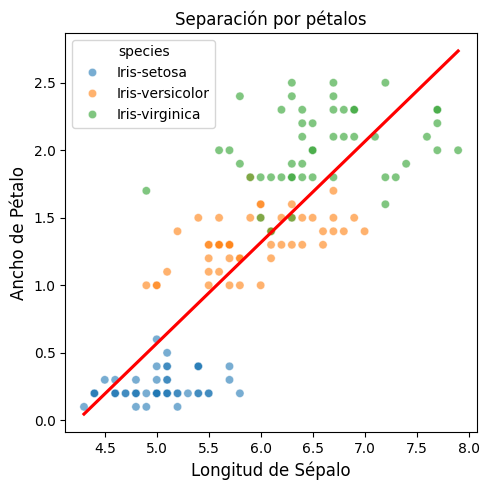 Separación por pétalos
species
Iris-setosa
Iris-versicolor
Iris-virginica
Ancho de Pétalo
2.5
2.0
1.5
1.0
0.5
0.0
4.5 5.0 5.5 6.0 6.5 7.0 7.5 8.0
Longitud de Sépalo